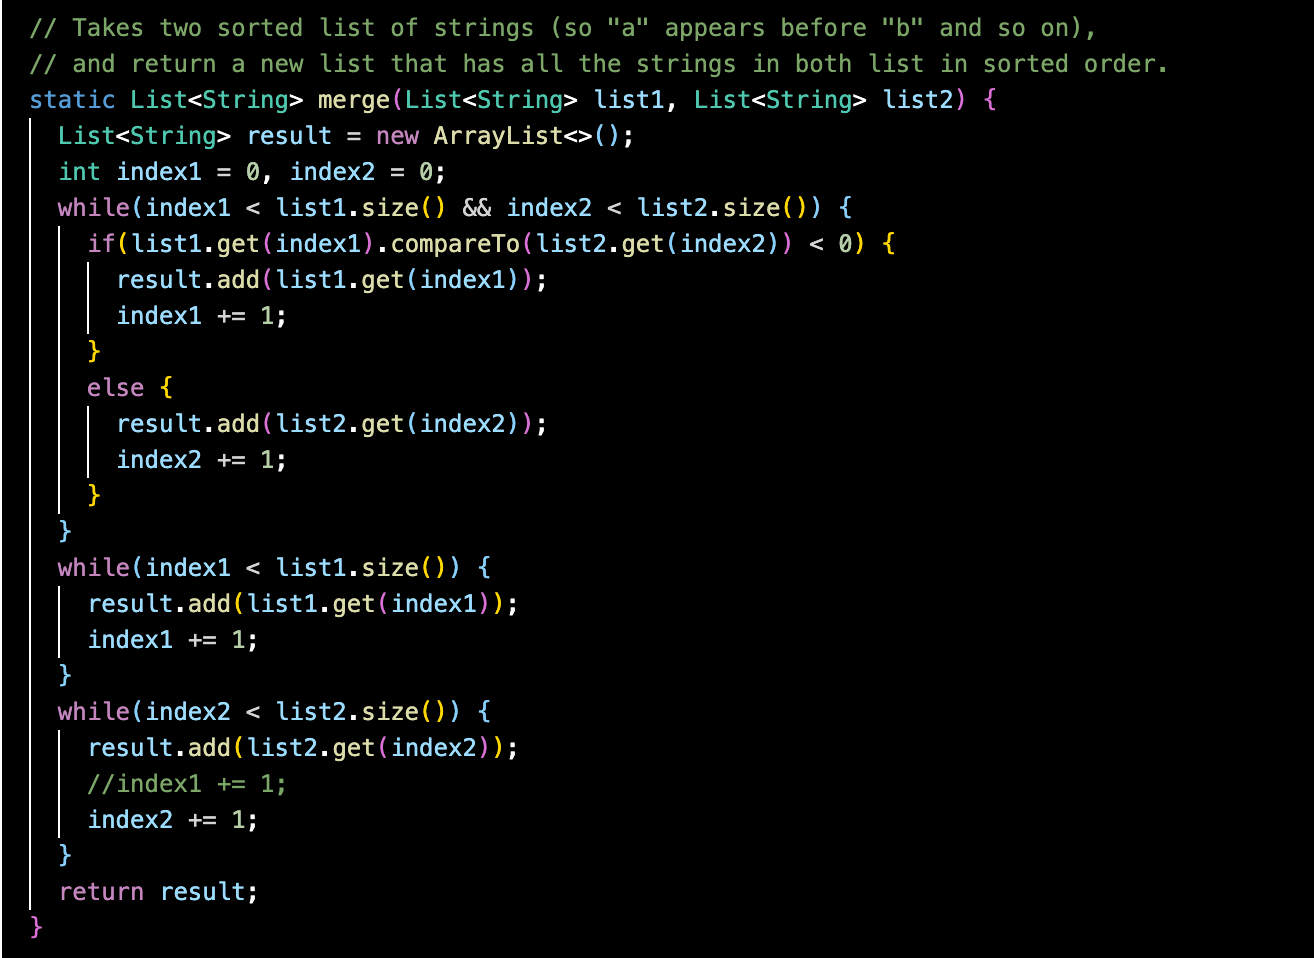 // Takes two sorted list of strings (so "a" appears before "b" and so on),
// and return a new list that has all the strings in both list in sorted order.
static List<String> merge(List<String> list1, List<String> list2) {
  List<String> result = new ArrayList<>();
  int index1 = 0, index2 = 0;
  while(index1 < list1.size() && index2 < list2.size()) {
    if(list1.get(index1).compareTo(list2.get(index2)) < 0) {
      result.add(list1.get(index1));
      index1 += 1;
    }
    else {
      result.add(list2.get(index2));
      index2 += 1;
    }
  }
  while(index1 < list1.size()) {
    result.add(list1.get(index1));
    index1 += 1;
  }
  while(index2 < list2.size()) {
    result.add(list2.get(index2));
    //index1 += 1;
    index2 += 1;
  }
  return result;
}